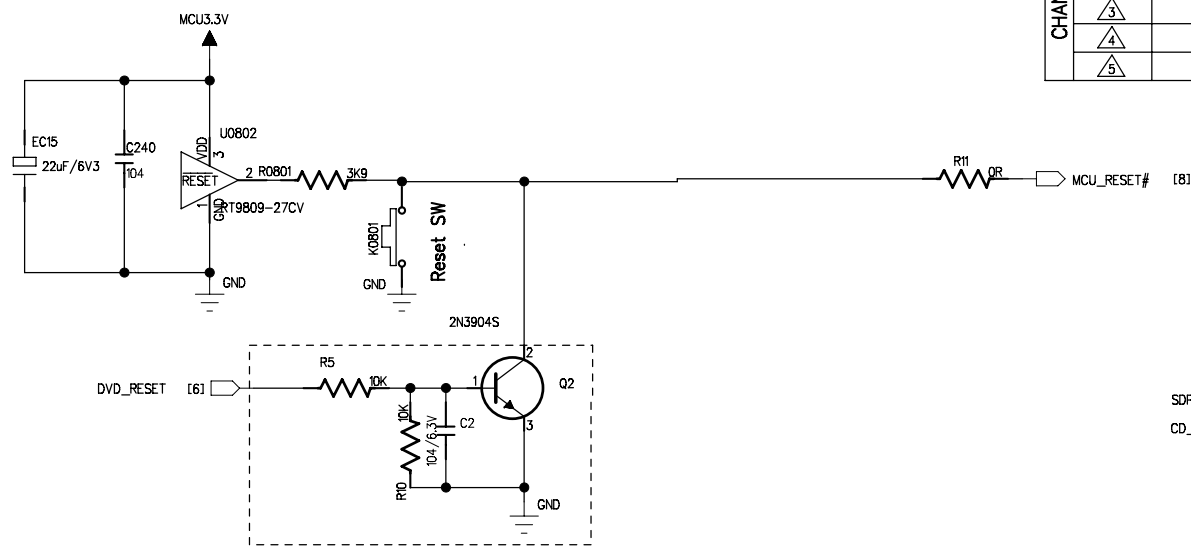 MCU3.3V
CHAN
3
4
5
EC15
22uF/6V3
C240
104
U0802
VDD
3
RESET
2
1
GND
RT9809-27CV
R0801
3K9
K0801
Reset SW
GND
GND
R11
0R
MCU_RESET#
[8]
2N3904S
DVD_RESET
[6]
R5
10K
1
2
3
Q2
10K
R10
104/6.3V
C2
GND
SDF
CD_